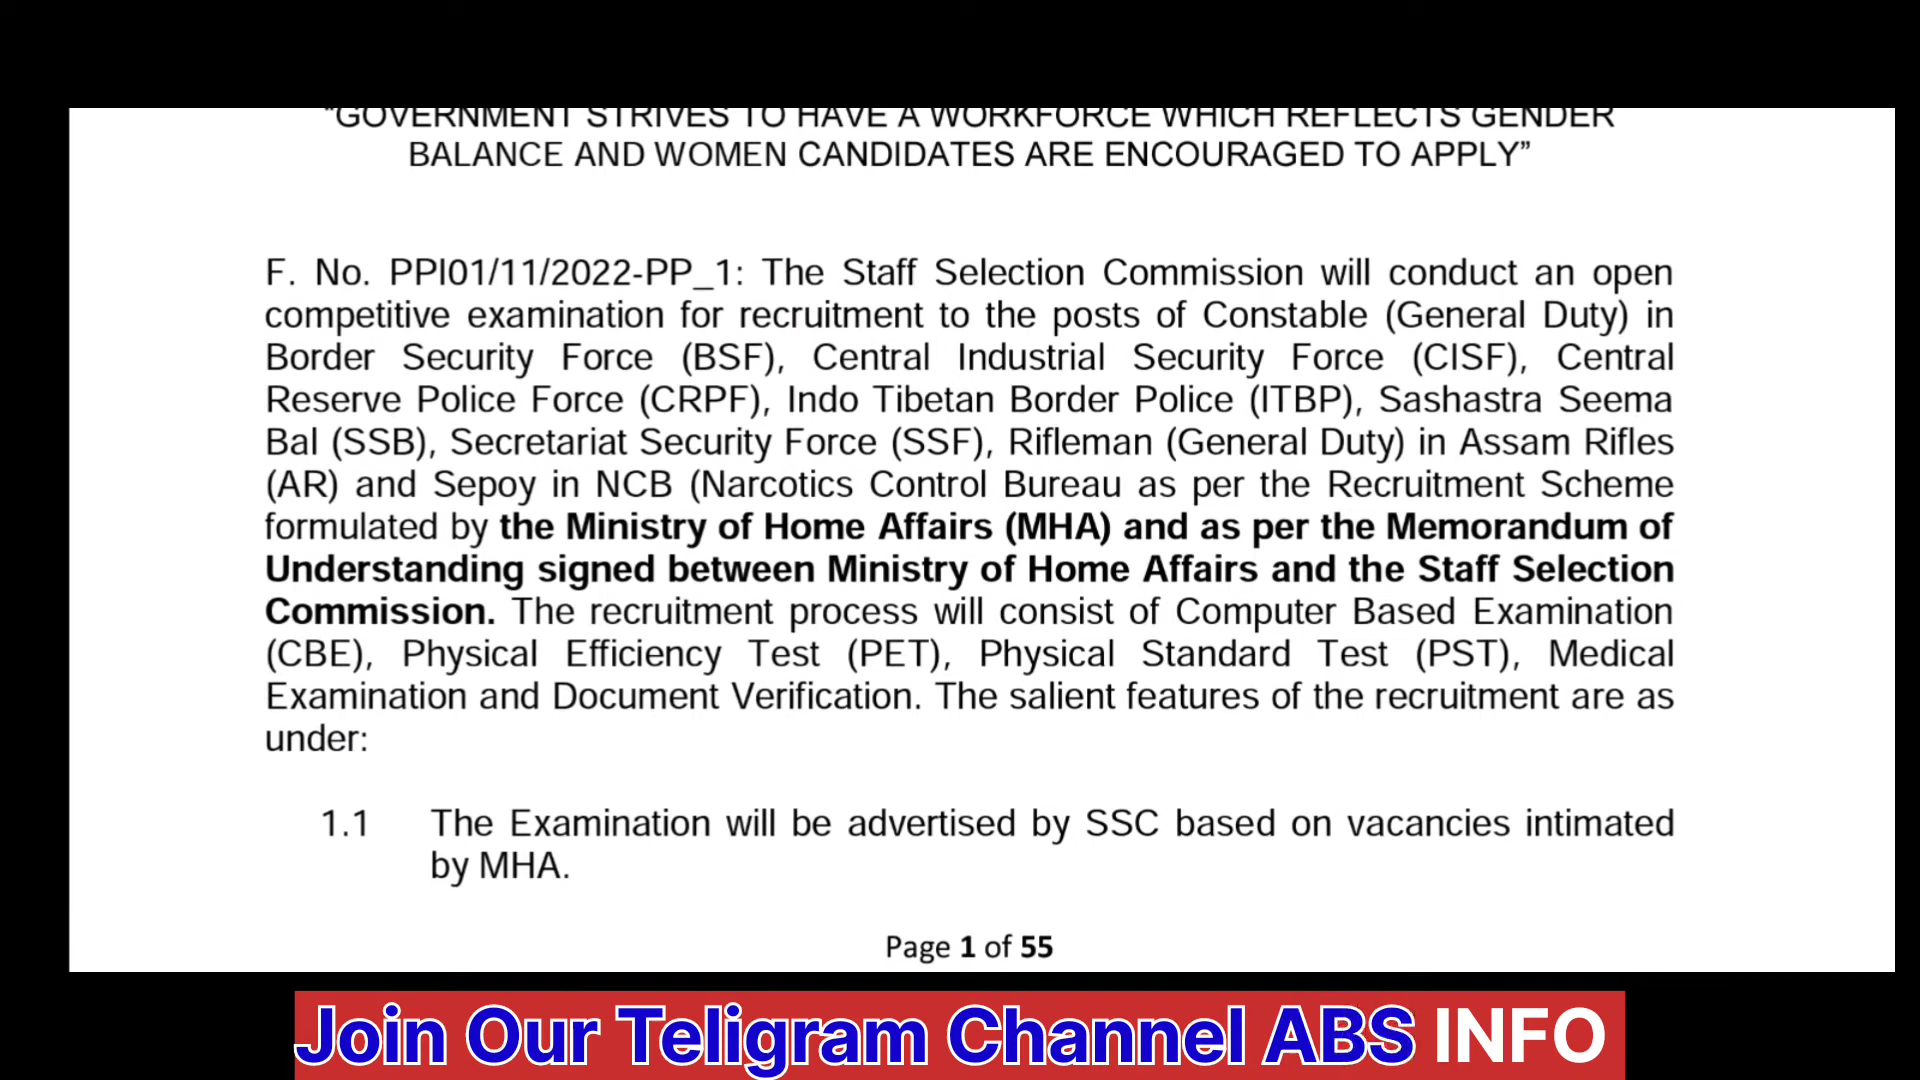 "GOVERNMENT STRIVES TO HAVE A WORKFORCE WHICH REFLECTS GENDER
BALANCE AND WOMEN CANDIDATES ARE ENCOURAGED TO APPLY”
F. No. PPI01/11/2022-PP_1: The Staff Selection Commission will conduct an open
competitive examination for recruitment to the posts of Constable (General Duty) in
Border Security Force (BSF), Central Industrial Security Force (CISF), Central
Reserve Police Force (CRPF), Indo Tibetan Border Police (ITBP), Sashastra Seema
Bal (SSB), Secretariat Security Force (SSF), Rifleman (General Duty) in Assam Rifles
(AR) and Sepoy in NCB (Narcotics Control Bureau as per the Recruitment Scheme
formulated by the Ministry of Home Affairs (MHA) and as per the Memorandum of
Understanding signed between Ministry of Home Affairs and the Staff Selection
Commission. The recruitment process will consist of Computer Based Examination
(CBE), Physical Efficiency Test (PET), Physical Standard Test (PST), Medical
Examination and Document Verification. The salient features of the recruitment are as
under:
1.1 The Examination will be advertised by SSC based on vacancies intimated
by MHA.
Page 1 of 55
Join Our Teligram Channel ABS INFO